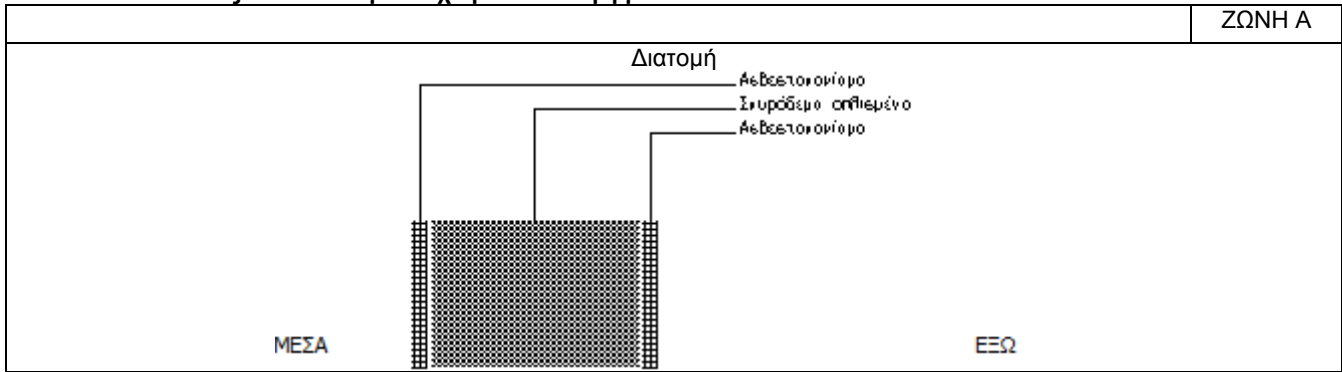 ΖΩΝΗ Α
Διατομή
Ασβεστοκονίαμα
Σκυρόδεμα οπλισμένο
Ασβεστοκονίαμα
ΜΕΣΑ
ΕΞΩ